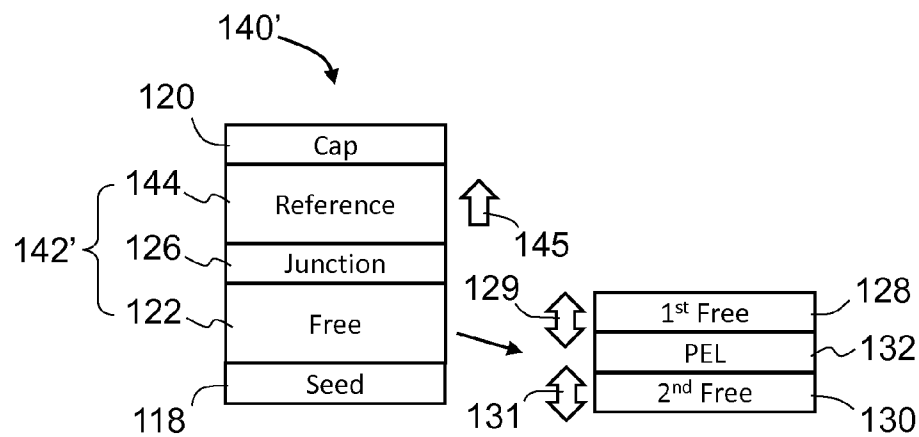 140'
120
Cap
144
Reference
145
142'
126
Junction
122
Free
118
Seed
129
1st Free
128
PEL
132
131
2nd Free
130